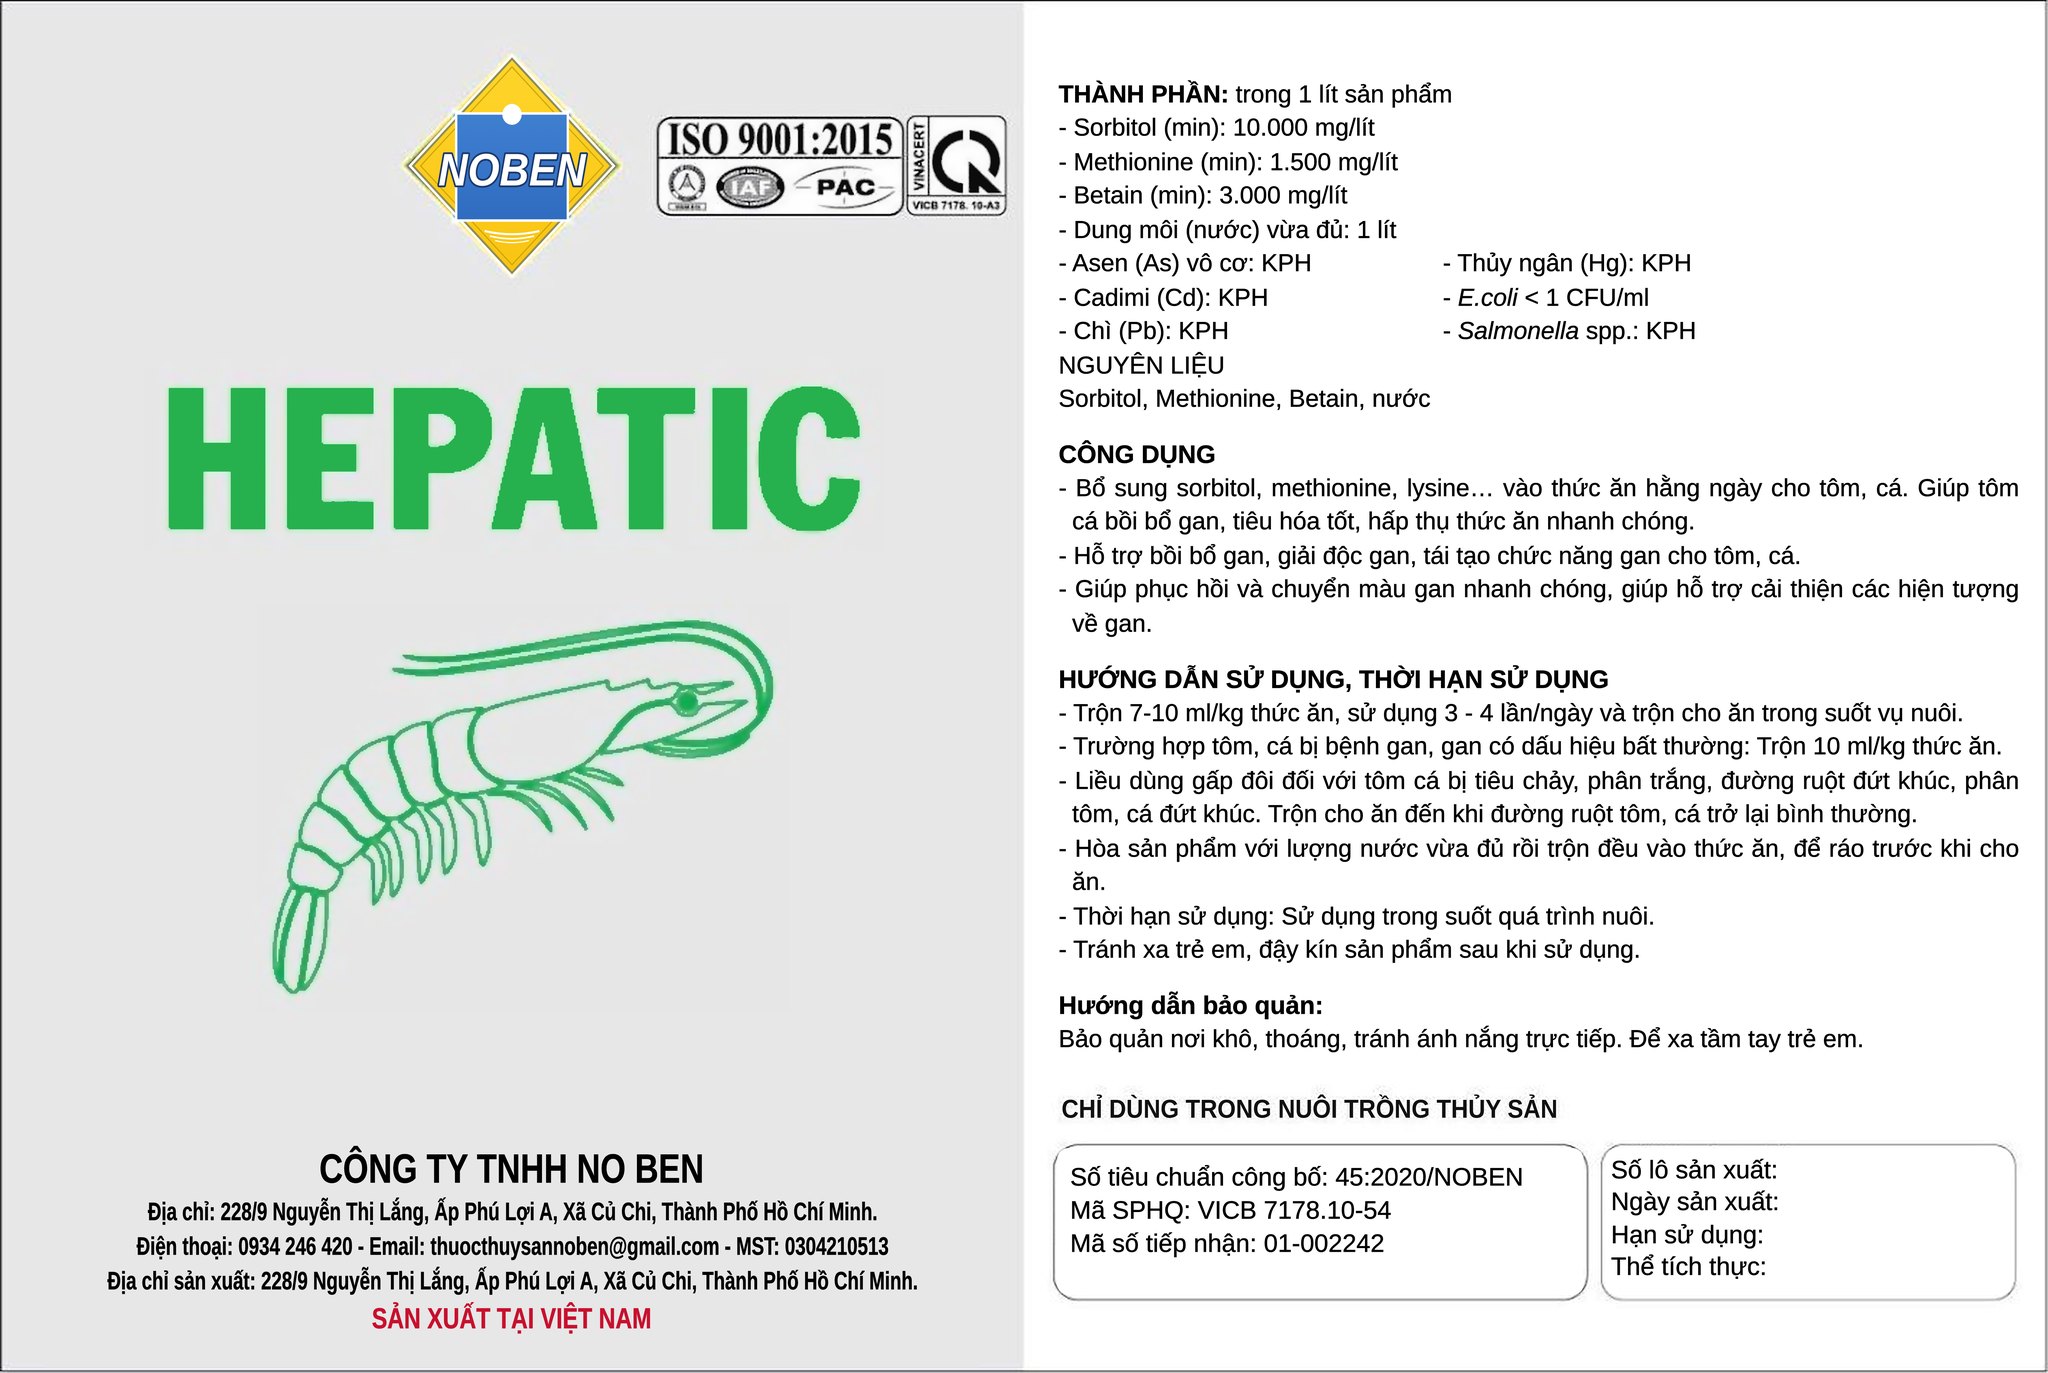 NOBEN
ISO 9001:2015
IAF
PAC
VINACERT
VICB 7178. 10-A3
HEPATIC
CÔNG TY TNHH NO BEN
Địa chỉ: 228/9 Nguyễn Thị Lắng, Ấp Phú Lợi A, Xã Củ Chi, Thành Phố Hồ Chí Minh.
Điện thoại: 0934 246 420 - Email: thuocthuysannoben@gmail.com - MST: 0304210513
Địa chỉ sản xuất: 228/9 Nguyễn Thị Lắng, Ấp Phú Lợi A, Xã Củ Chi, Thành Phố Hồ Chí Minh.
SẢN XUẤT TẠI VIỆT NAM
THÀNH PHẦN: trong 1 lít sản phẩm
- Sorbitol (min): 10.000 mg/lít
- Methionine (min): 1.500 mg/lít
- Betain (min): 3.000 mg/lít
- Dung môi (nước) vừa đủ: 1 lít
- Asen (As) vô cơ: KPH - Thủy ngân (Hg): KPH
- Cadimi (Cd): KPH - E.coli < 1 CFU/ml
- Chì (Pb): KPH - Salmonella spp.: KPH
NGUYÊN LIỆU
Sorbitol, Methionine, Betain, nước
CÔNG DỤNG
- Bổ sung sorbitol, methionine, lysine… vào thức ăn hằng ngày cho tôm, cá. Giúp tôm
cá bồi bổ gan, tiêu hóa tốt, hấp thụ thức ăn nhanh chóng.
- Hỗ trợ bồi bổ gan, giải độc gan, tái tạo chức năng gan cho tôm, cá.
- Giúp phục hồi và chuyển màu gan nhanh chóng, giúp hỗ trợ cải thiện các hiện tượng
về gan.
HƯỚNG DẪN SỬ DỤNG, THỜI HẠN SỬ DỤNG
- Trộn 7-10 ml/kg thức ăn, sử dụng 3 - 4 lần/ngày và trộn cho ăn trong suốt vụ nuôi.
- Trường hợp tôm, cá bị bệnh gan, gan có dấu hiệu bất thường: Trộn 10 ml/kg thức ăn.
- Liều dùng gấp đôi đối với tôm cá bị tiêu chảy, phân trắng, đường ruột đứt khúc, phân
tôm, cá đứt khúc. Trộn cho ăn đến khi đường ruột tôm, cá trở lại bình thường.
- Hòa sản phẩm với lượng nước vừa đủ rồi trộn đều vào thức ăn, để ráo trước khi cho
ăn.
- Thời hạn sử dụng: Sử dụng trong suốt quá trình nuôi.
- Tránh xa trẻ em, đậy kín sản phẩm sau khi sử dụng.
Hướng dẫn bảo quản:
Bảo quản nơi khô, thoáng, tránh ánh nắng trực tiếp. Để xa tầm tay trẻ em.
CHỈ DÙNG TRONG NUÔI TRỒNG THỦY SẢN
Số tiêu chuẩn công bố: 45:2020/NOBEN
Mã SPHQ: VICB 7178.10-54
Mã số tiếp nhận: 01-002242
Số lô sản xuất:
Ngày sản xuất:
Hạn sử dụng:
Thể tích thực: